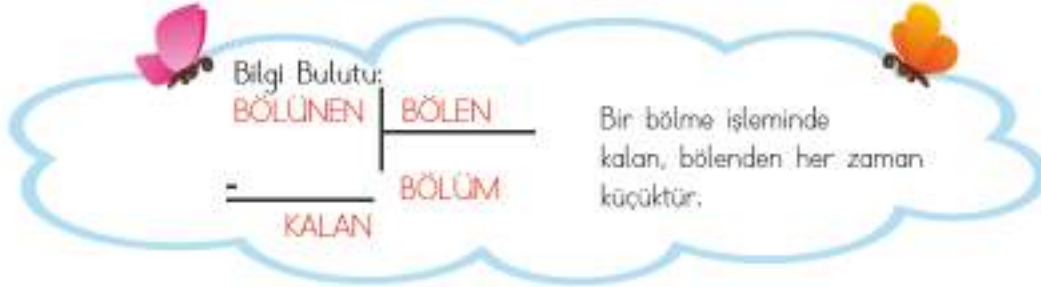 Bilgi Bulutu:
BÖLÜNEN BÖLEN
- BÖLÜM
KALAN
Bir bölme işleminde
kalan, bölenden her zaman
küçüktür.